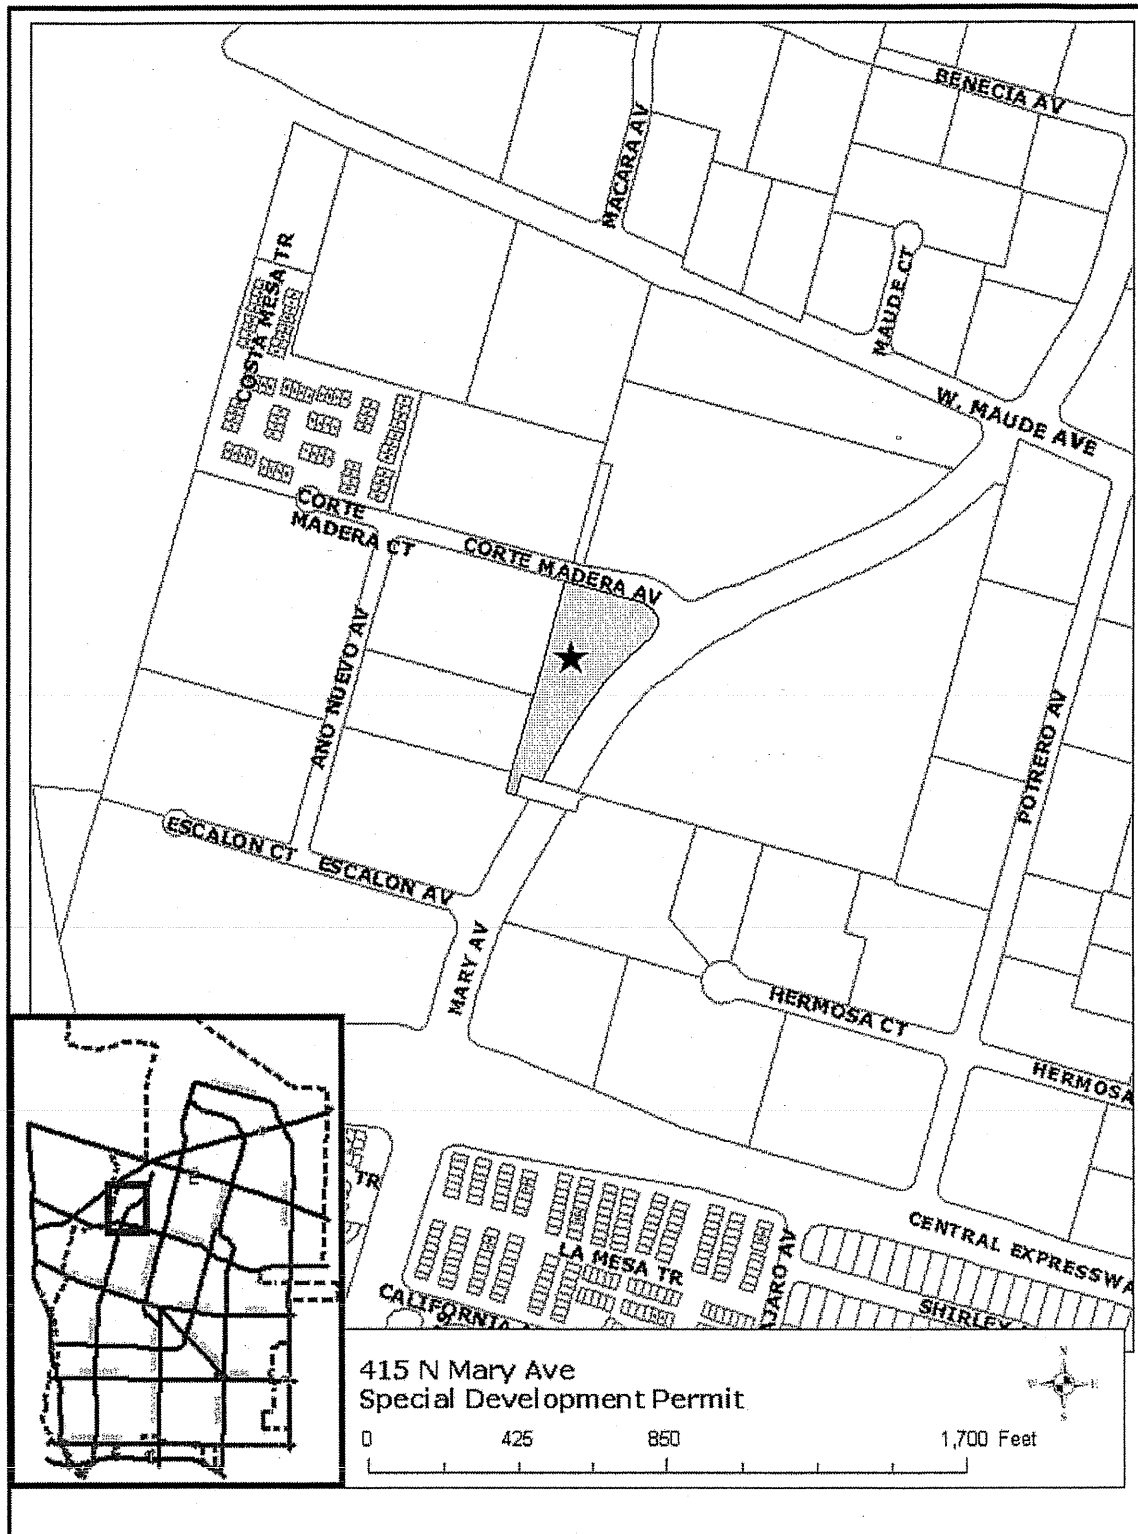 BENECIA AV
MACARA AV
MAUDE CT
COSTA MESA TR
W. MAUDE AVE
CORTE
MADERA CT
CORTE MADERA AV
ANO NUEVO AV
POTRERO AV
ESCALON CT
ESCALON AV
MARY AV
HERMOSA CT
HERMOSA
TR
LA MESA TR
AJARO AV
CENTRAL EXPRESSWA
CALIFORNIA
SHIRLEY
415 N Mary Ave
Special Development Permit
N
E
S
0 425 850 1,700 Feet